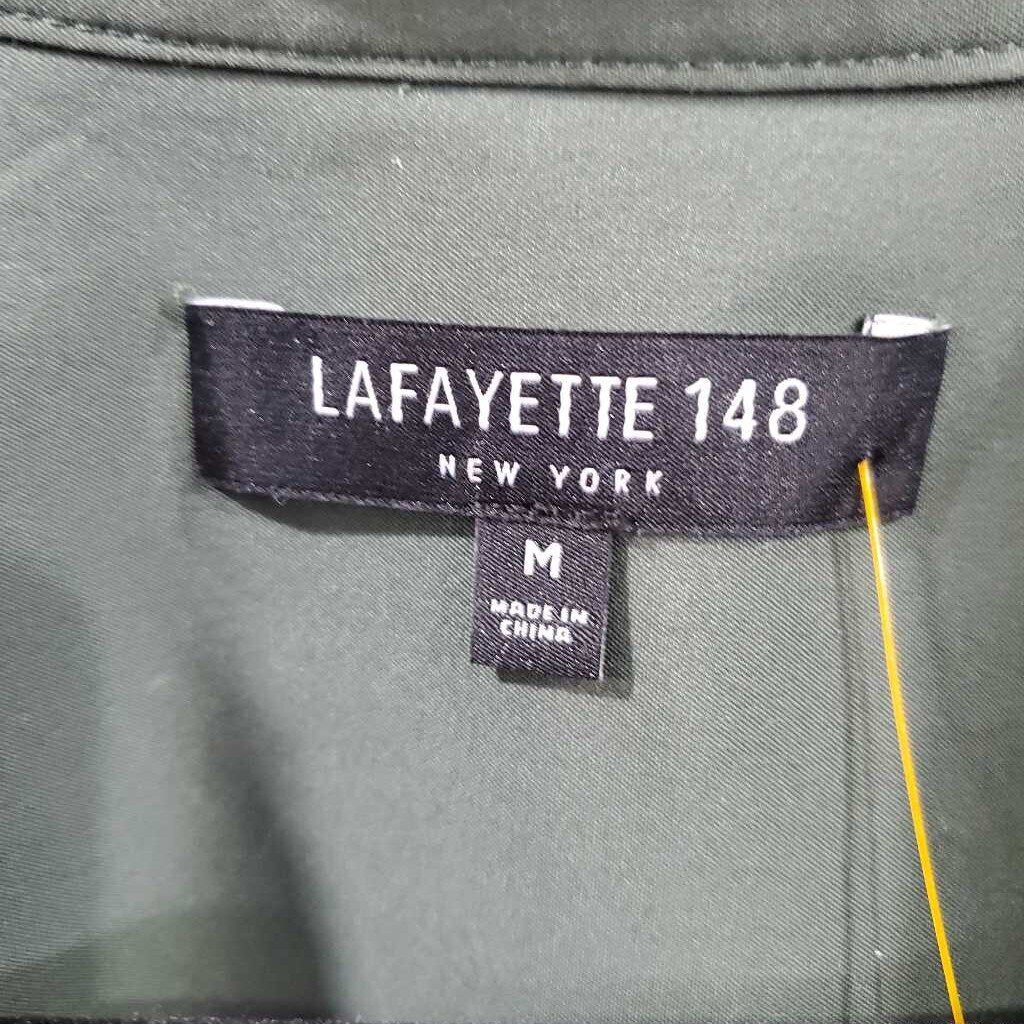 LAFAYETTE 148
NEW YORK
M
MADE IN
CHINA